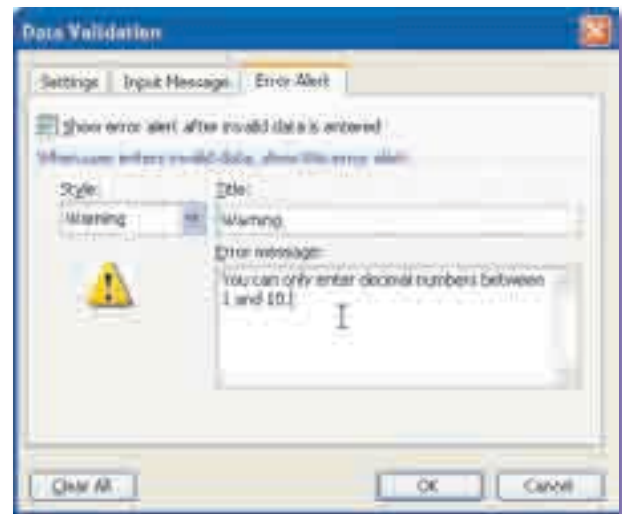 Data Validation
Settings Input Message Error Alert
Show error alert after invalid data is entered
When user enters invalid data, show this error alert:
Style: Title:
Warning Warning
Error message:
You can only enter decimal numbers between
1 and 10.
Clear All OK Cancel